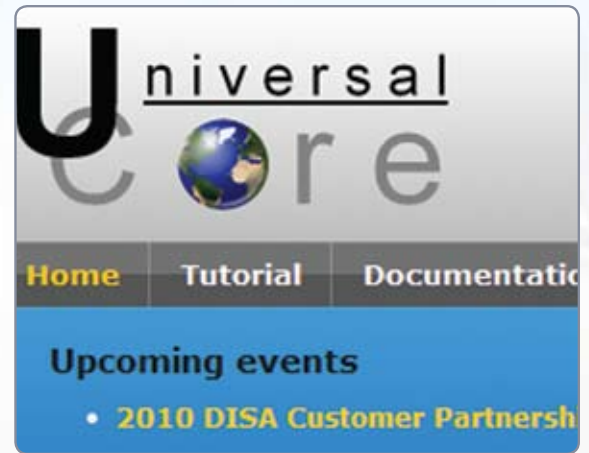 Universal
Core
Home Tutorial Documentatio
Upcoming events
• 2010 DISA Customer Partnersh